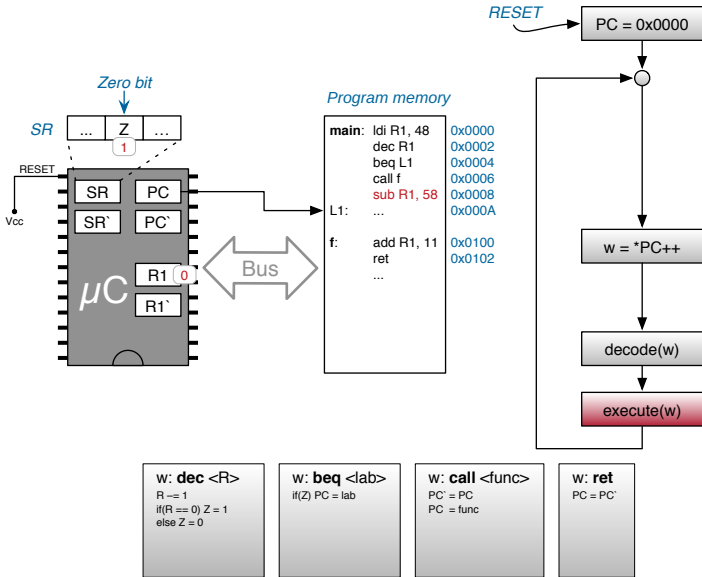 RESET
PC = 0x0000
Zero bit
Program memory
SR
... Z ...
1
main: ldi R1, 48 0x0000
dec R1 0x0002
beq L1 0x0004
call f 0x0006
sub R1, 58 0x0008
L1: ... 0x000A
f: add R1, 11 0x0100
ret 0x0102
...
RESET
Vcc
SR PC
SR` PC`
R1 0
R1`
µC
Bus
w = *PC++
decode(w)
execute(w)
w: dec <R>
R -= 1
if(R == 0) Z = 1
else Z = 0
w: beq <lab>
if(Z) PC = lab
w: call <func>
PC` = PC
PC = func
w: ret
PC = PC`